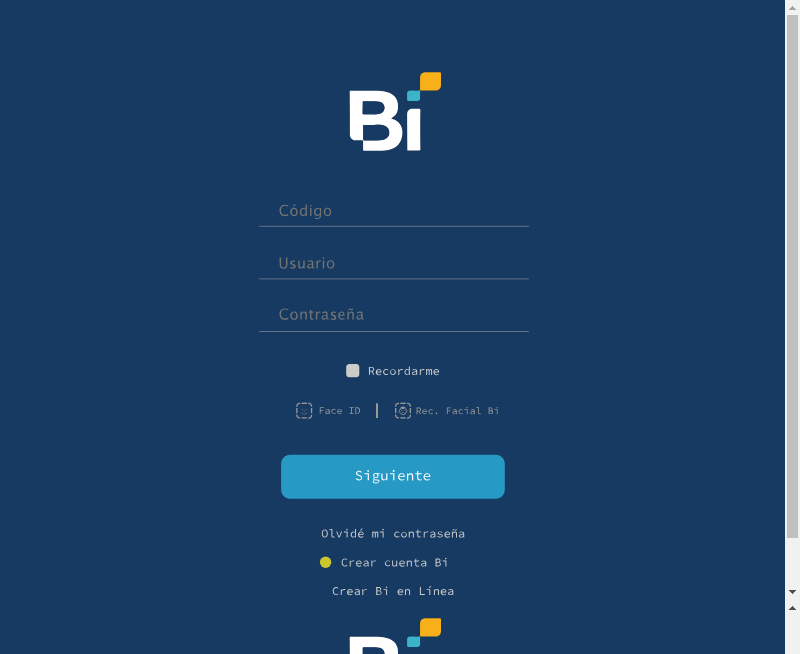 Bi
Código
Usuario
Contraseña
Recordarme
Face ID | Rec. Facial Bi
Siguiente
Olvidé mi contraseña
Crear cuenta Bi
Crear Bi en Línea
Bi